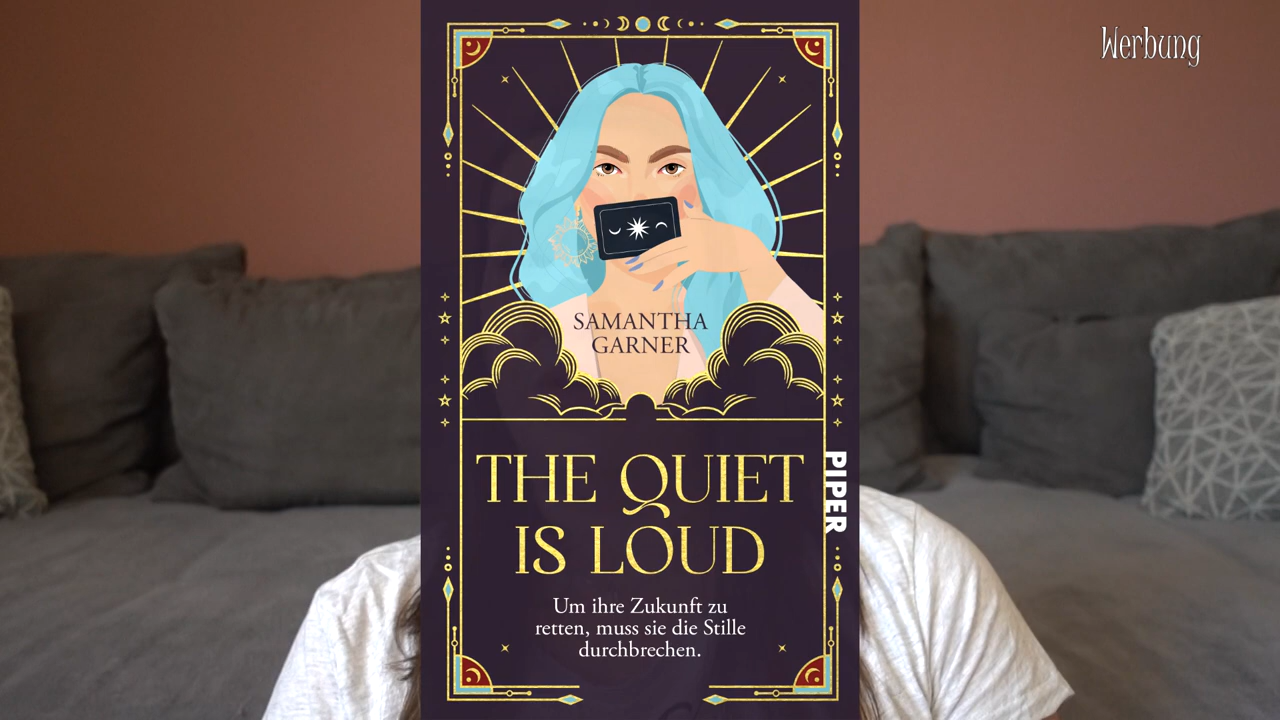 Werbung
SAMANTHA
GARNER
THE QUIET
IS LOUD
PIPER
Um ihre Zukunft zu
retten, muss sie die Stille
durchbrechen.